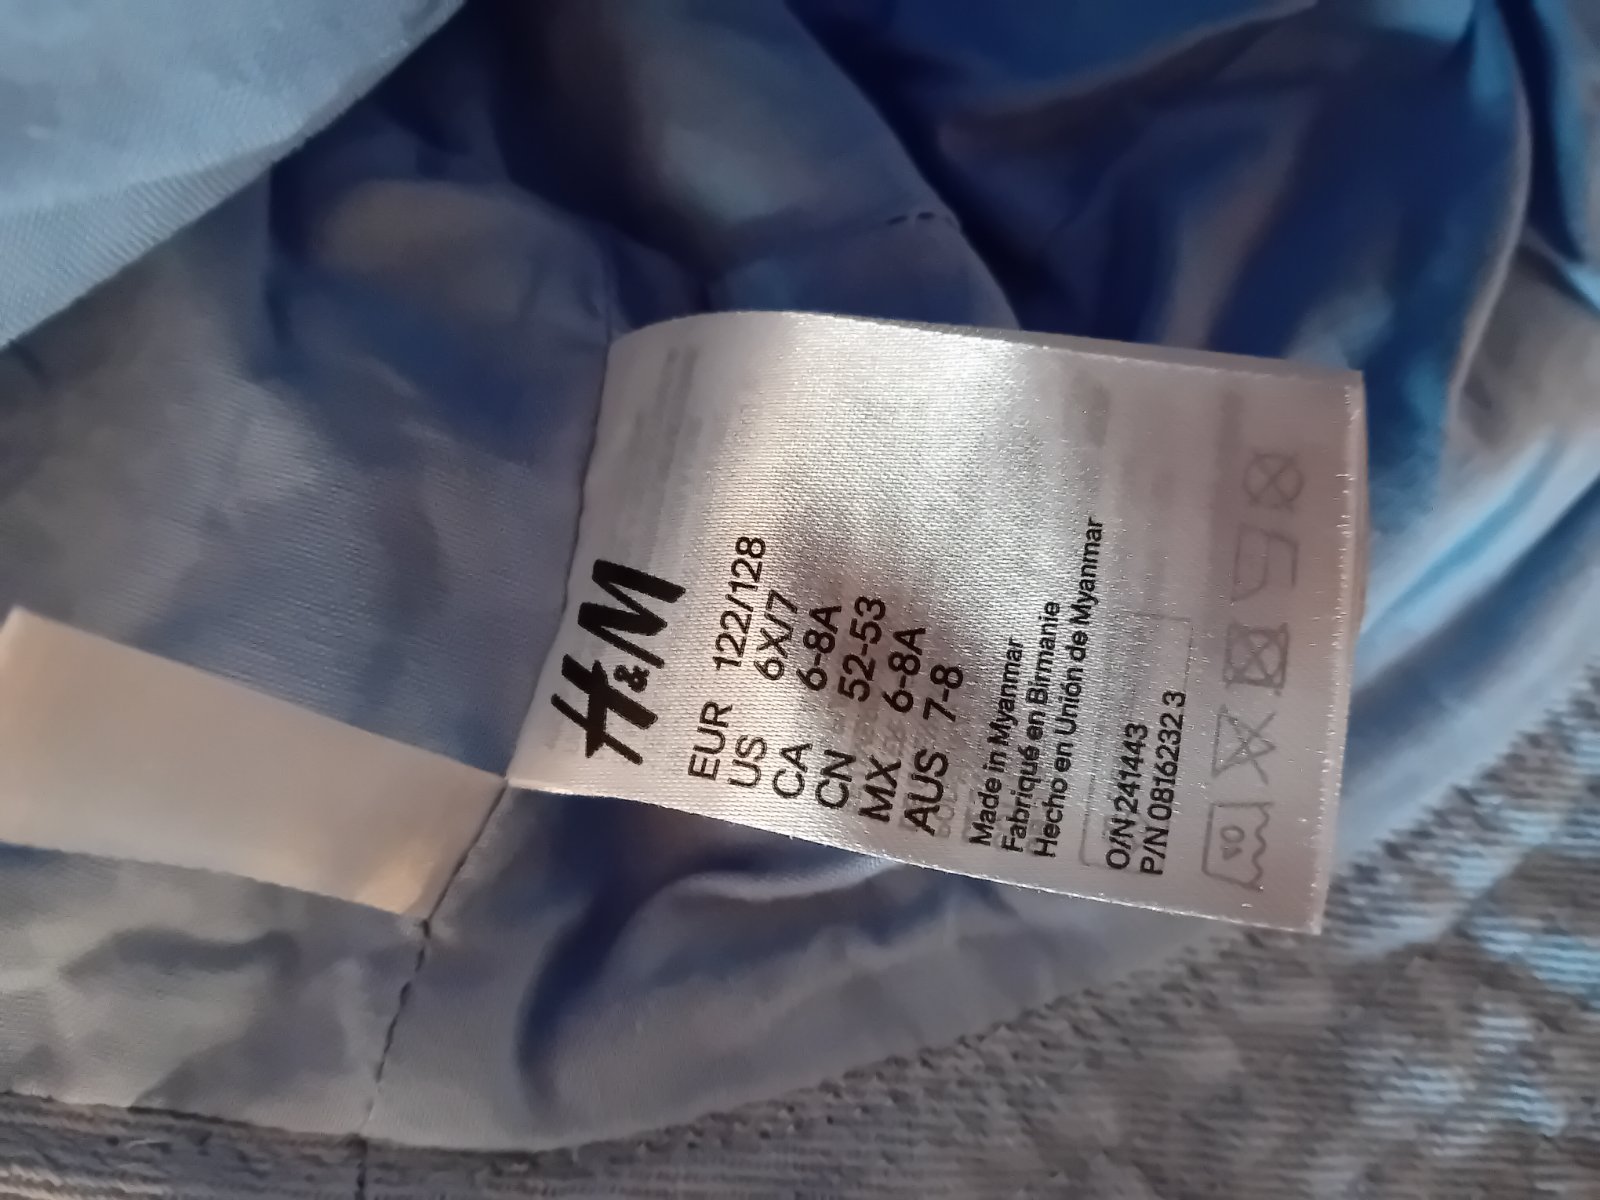 H&M
EUR 122/128
US 6X/7
CA 6-8A
CN 52-53
MX 6-8A
AUS 7-8
Made in Myanmar
Fabriqué en Birmanie
Hecho en Unión de Myanmar
O/N 241443
P/N 0816232 3